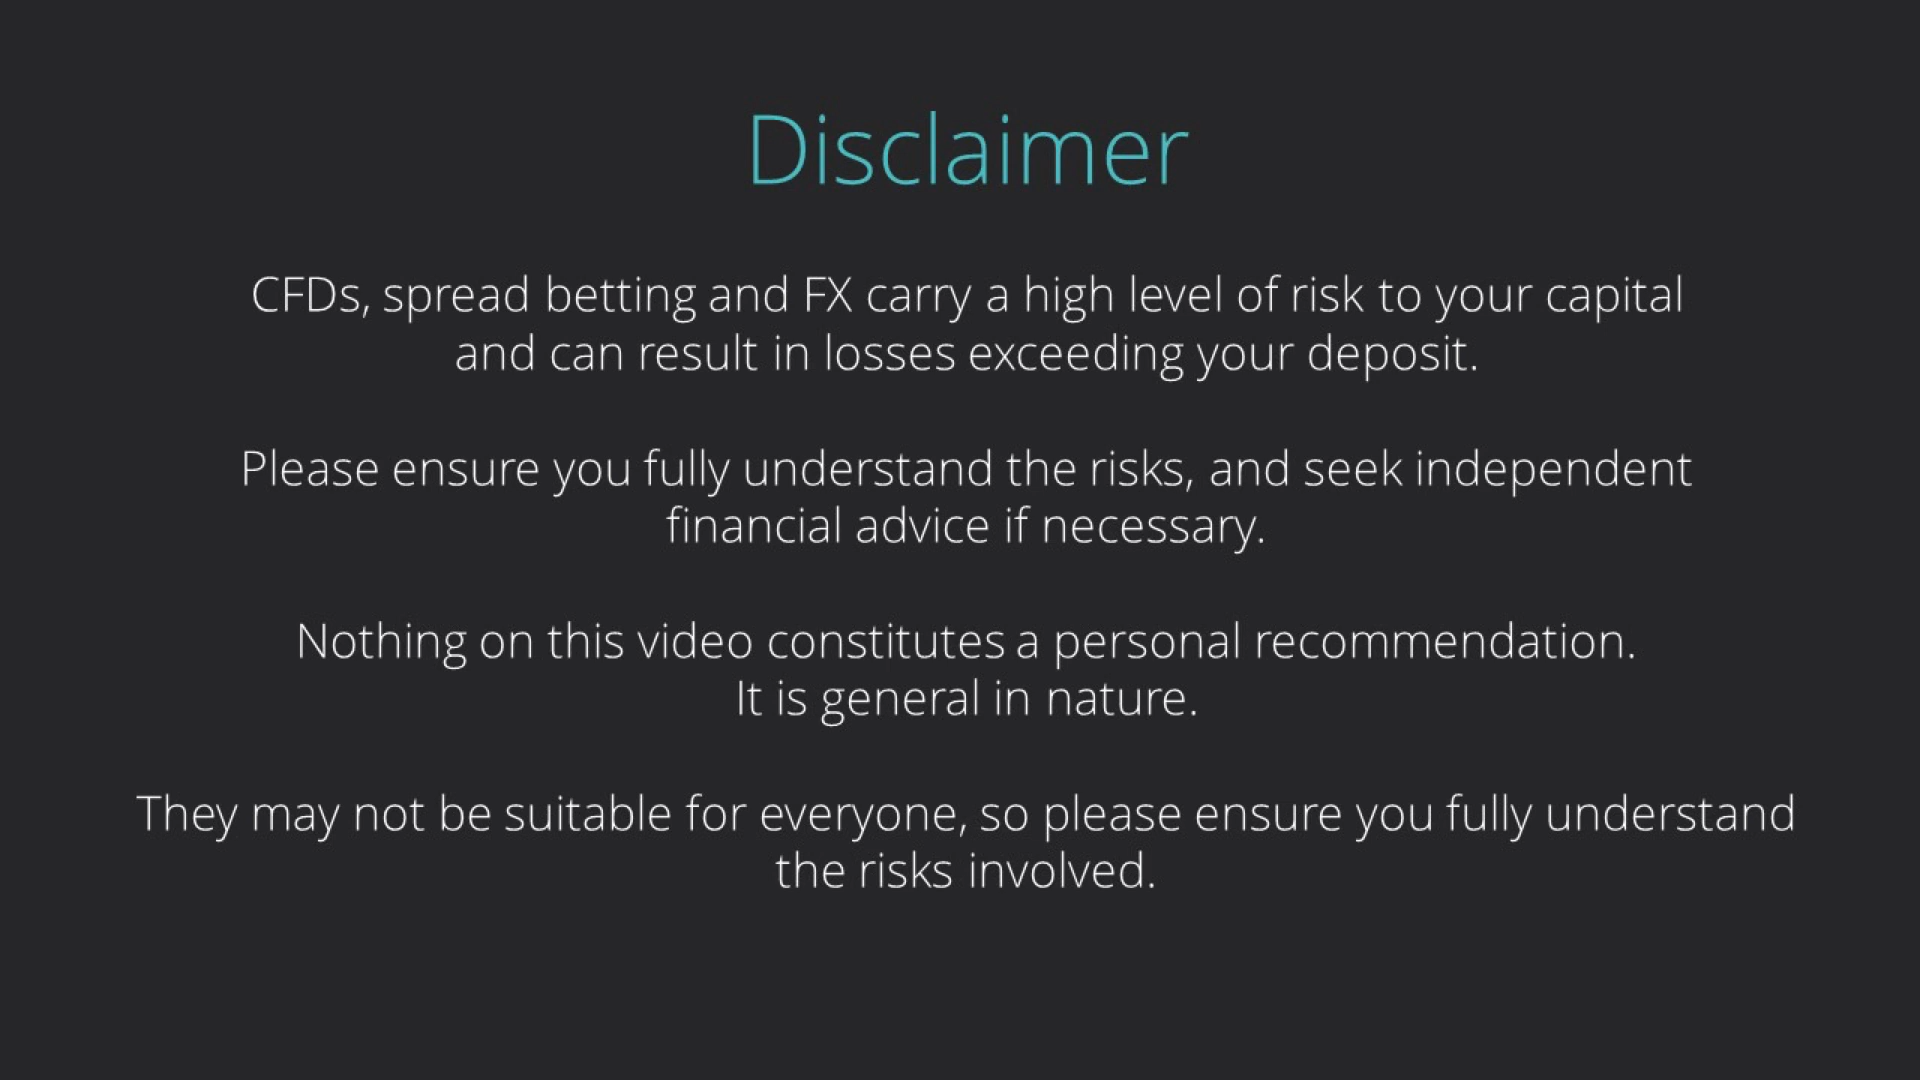 Disclaimer
CFDs, spread betting and FX carry a high level of risk to your capital
and can result in losses exceeding your deposit.
Please ensure you fully understand the risks, and seek independent
financial advice if necessary.
Nothing on this video constitutes a personal recommendation.
It is general in nature.
They may not be suitable for everyone, so please ensure you fully understand
the risks involved.